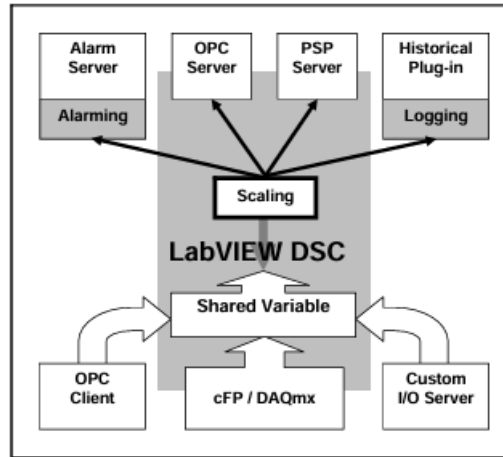 Alarm
Server
Alarming
OPC
Server
PSP
Server
Historical
Plug-in
Logging
Scaling
LabVIEW DSC
Shared Variable
OPC
Client
cFP / DAQmx
Custom
I/O Server